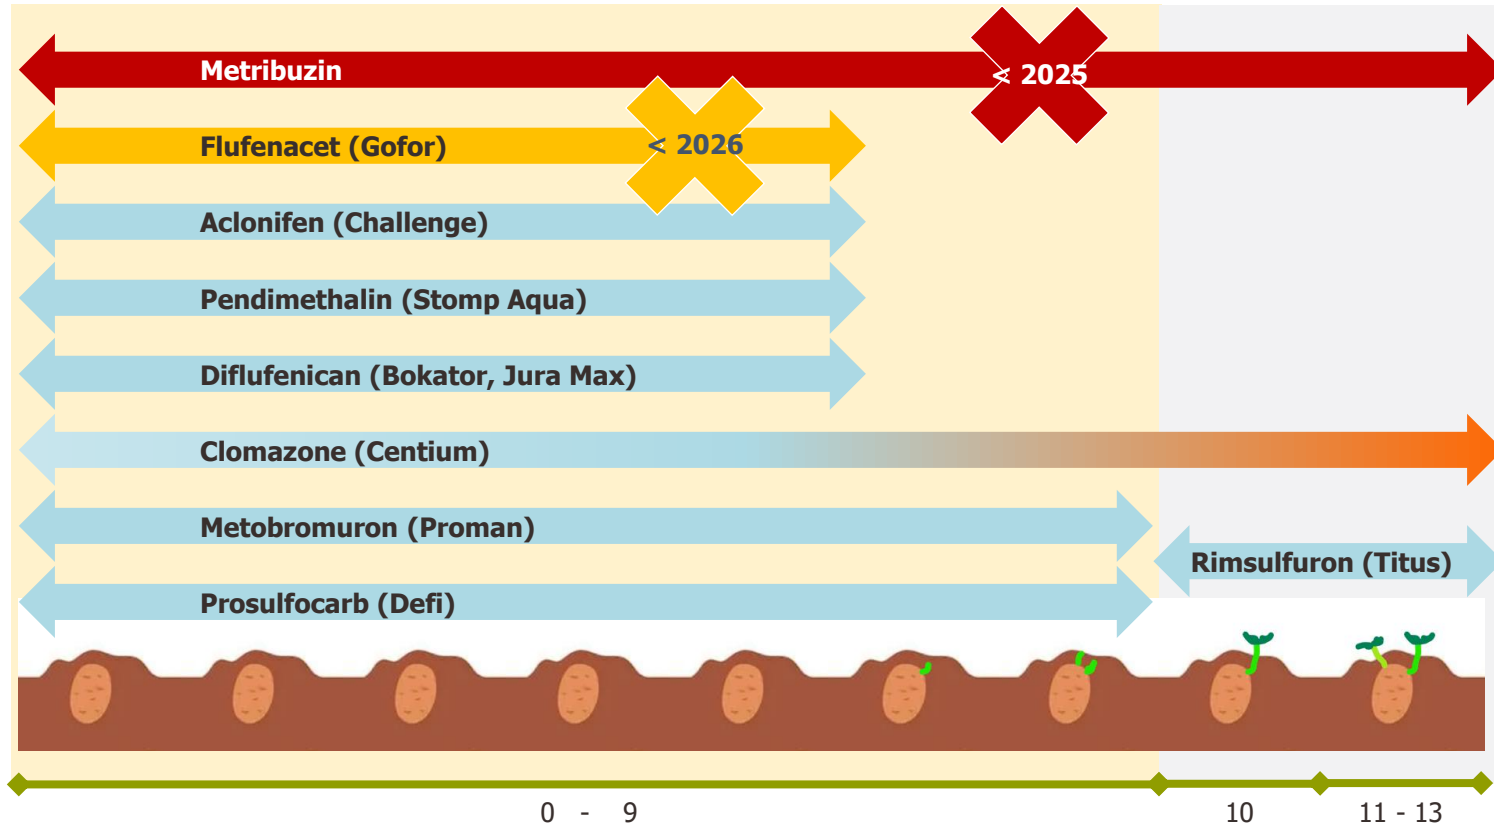 Metribuzin
< 2025
Flufenacet (Gofor)
< 2026
Aclonifen (Challenge)
Pendimethalin (Stomp Aqua)
Diflufenican (Bokator, Jura Max)
Clomazone (Centium)
Metobromuron (Proman)
Rimsulfuron (Titus)
Prosulfocarb (Defi)
0 - 9
10
11 - 13